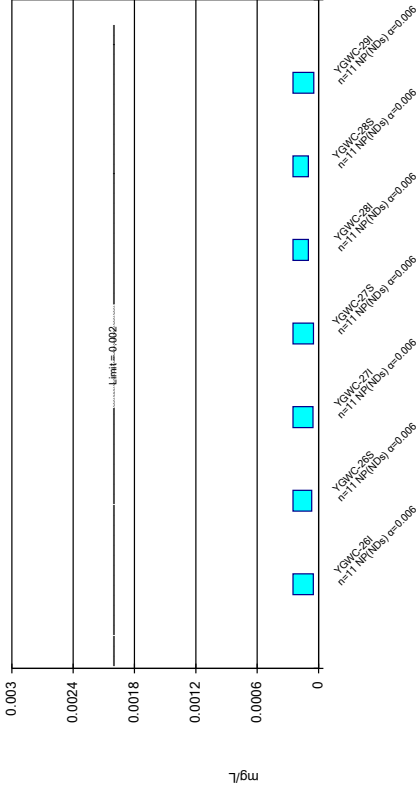 mg/L
0.003
0.0024
0.0018
0.0012
0.0006
0
Limit = 0.002
YGWC-26I
n=11 NP(NDs) α=0.006
YGWC-26S
n=11 NP(NDs) α=0.006
YGWC-27I
n=11 NP(NDs) α=0.006
YGWC-27S
n=11 NP(NDs) α=0.006
YGWC-28I
n=11 NP(NDs) α=0.006
YGWC-28S
n=11 NP(NDs) α=0.006
YGWC-29I
n=11 NP(NDs) α=0.006